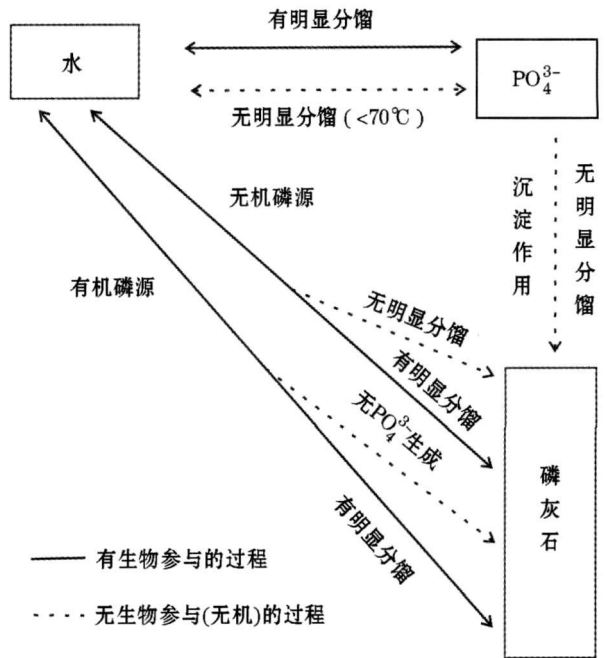 有明显分馏
水
PO₄³⁻
无明显分馏(<70℃)
无机磷源
沉淀作用
无明显分馏
有机磷源
无明显分馏
有明显分馏
无PO₄³⁻生成
有明显分馏
磷灰石
有生物参与的过程
无生物参与(无机)的过程